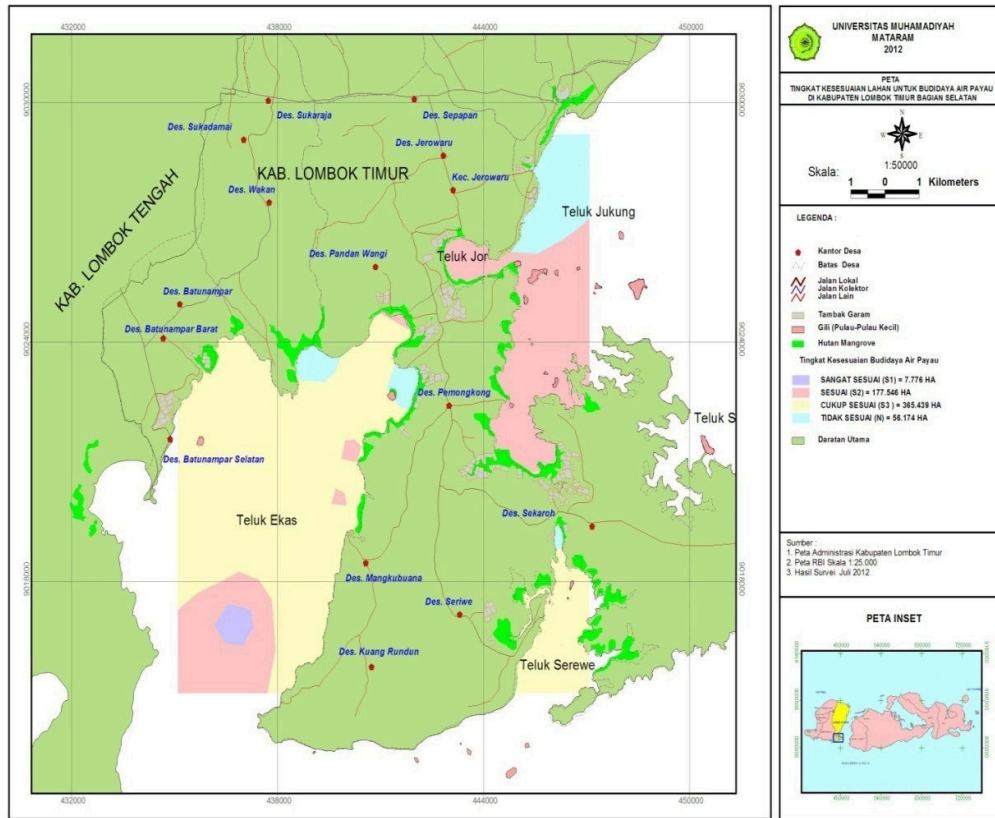 432000
438000
444000
450000
9030000
9024000
9018000
Des. Sukadamai
Des. Sukaraja
Des. Sepapan
Des. Jerowaru
KAB. LOMBOK TIMUR
Kec. Jerowaru
Des. Wakan
KAB. LOMBOK TENGAH
Teluk Jukung
Teluk Jor
Des. Pandan Wangi
Des. Batunampar
Des. Batunampar Barat
Des. Pemongkong
Teluk S
Des. Batunampar Selatan
Teluk Ekas
Des. Sekaroh
Des. Mangkubuana
Des. Seriwe
Des. Kuang Rundun
Teluk Serewe
9030000
9024000
9018000
432000
438000
444000
450000
UNIVERSITAS MUHAMADIYAH
MATARAM
2012
PETA
TINGKAT KESESUAIAN LAHAN UNTUK BUDIDAYA AIR PAYAU
DI KABUPATEN LOMBOK TIMUR BAGIAN SELATAN
N
W E
S
1:50000
Skala:
1 0 1 Kilometers
LEGENDA :
Kantor Desa
Batas Desa
Jalan Lokal
Jalan Kolektor
Jalan Lain
Tambak Garam
Gili (Pulau-Pulau Kecil)
Hutan Mangrove
Tingkat Kesesuaian Budidaya Air Payau
SANGAT SESUAI (S1) = 7.776 HA
SESUAI (S2) = 177.546 HA
CUKUP SESUAI (S3) = 365.439 HA
TIDAK SESUAI (N) = 56.174 HA
Daratan Utama
Sumber :
1. Peta Administrasi Kabupaten Lombok Timur
2. Peta RBI Skala 1:25.000
3. Hasil Survei Juli 2012
PETA INSET